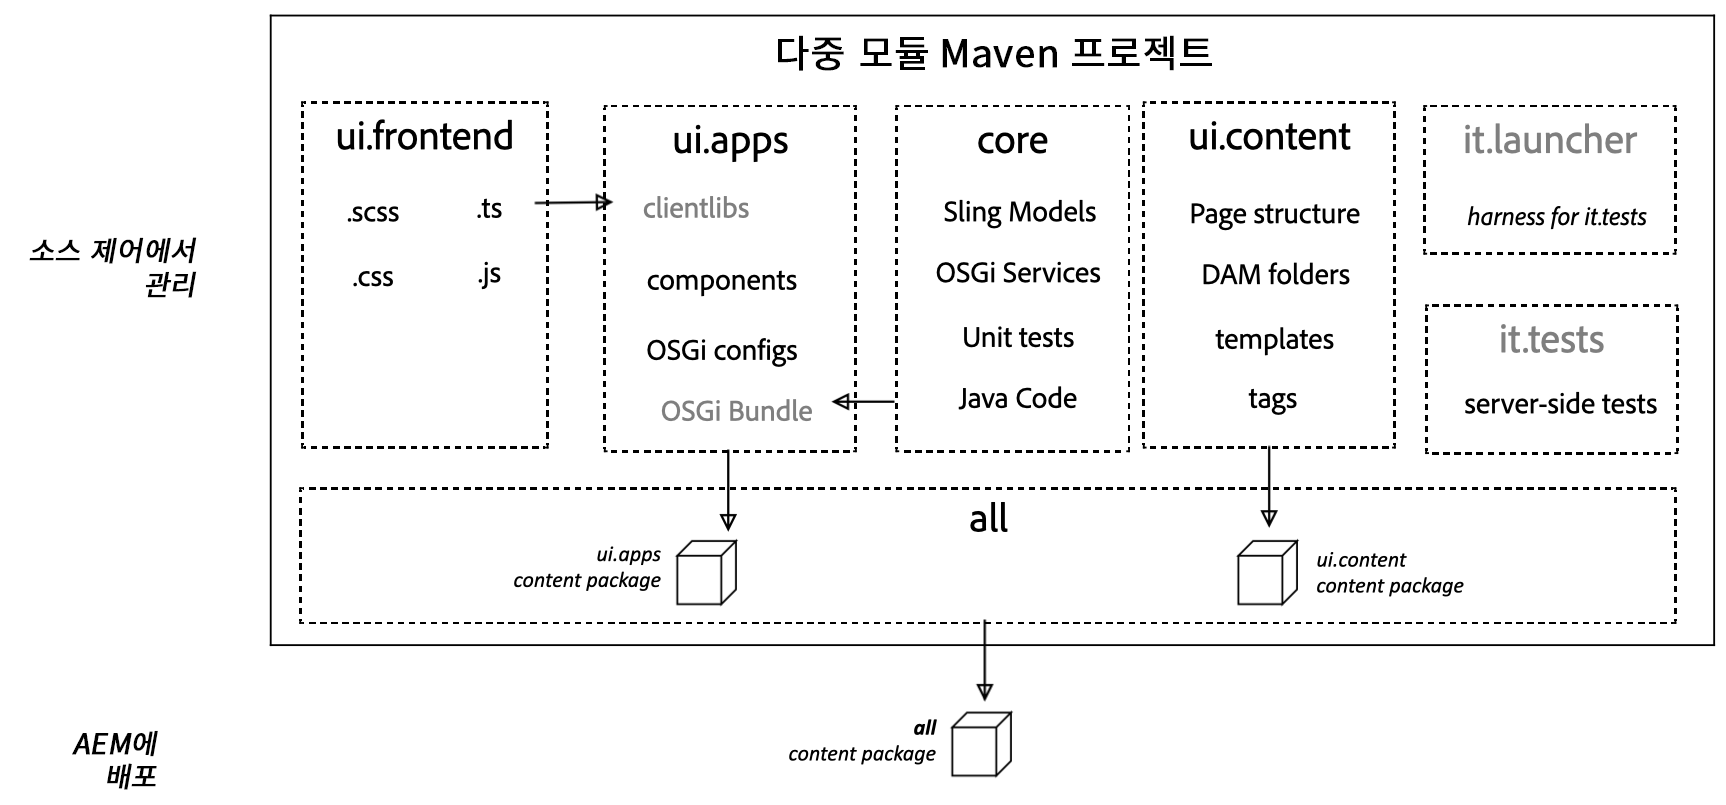 다중 모듈 Maven 프로젝트
소스 제어에서
관리
ui.frontend
.scss .ts
.css .js
ui.apps
clientlibs
components
OSGi configs
OSGi Bundle
core
Sling Models
OSGi Services
Unit tests
Java Code
ui.content
Page structure
DAM folders
templates
tags
it.launcher
harness for it.tests
it.tests
server-side tests
all
ui.apps
content package
ui.content
content package
AEM에
배포
all
content package